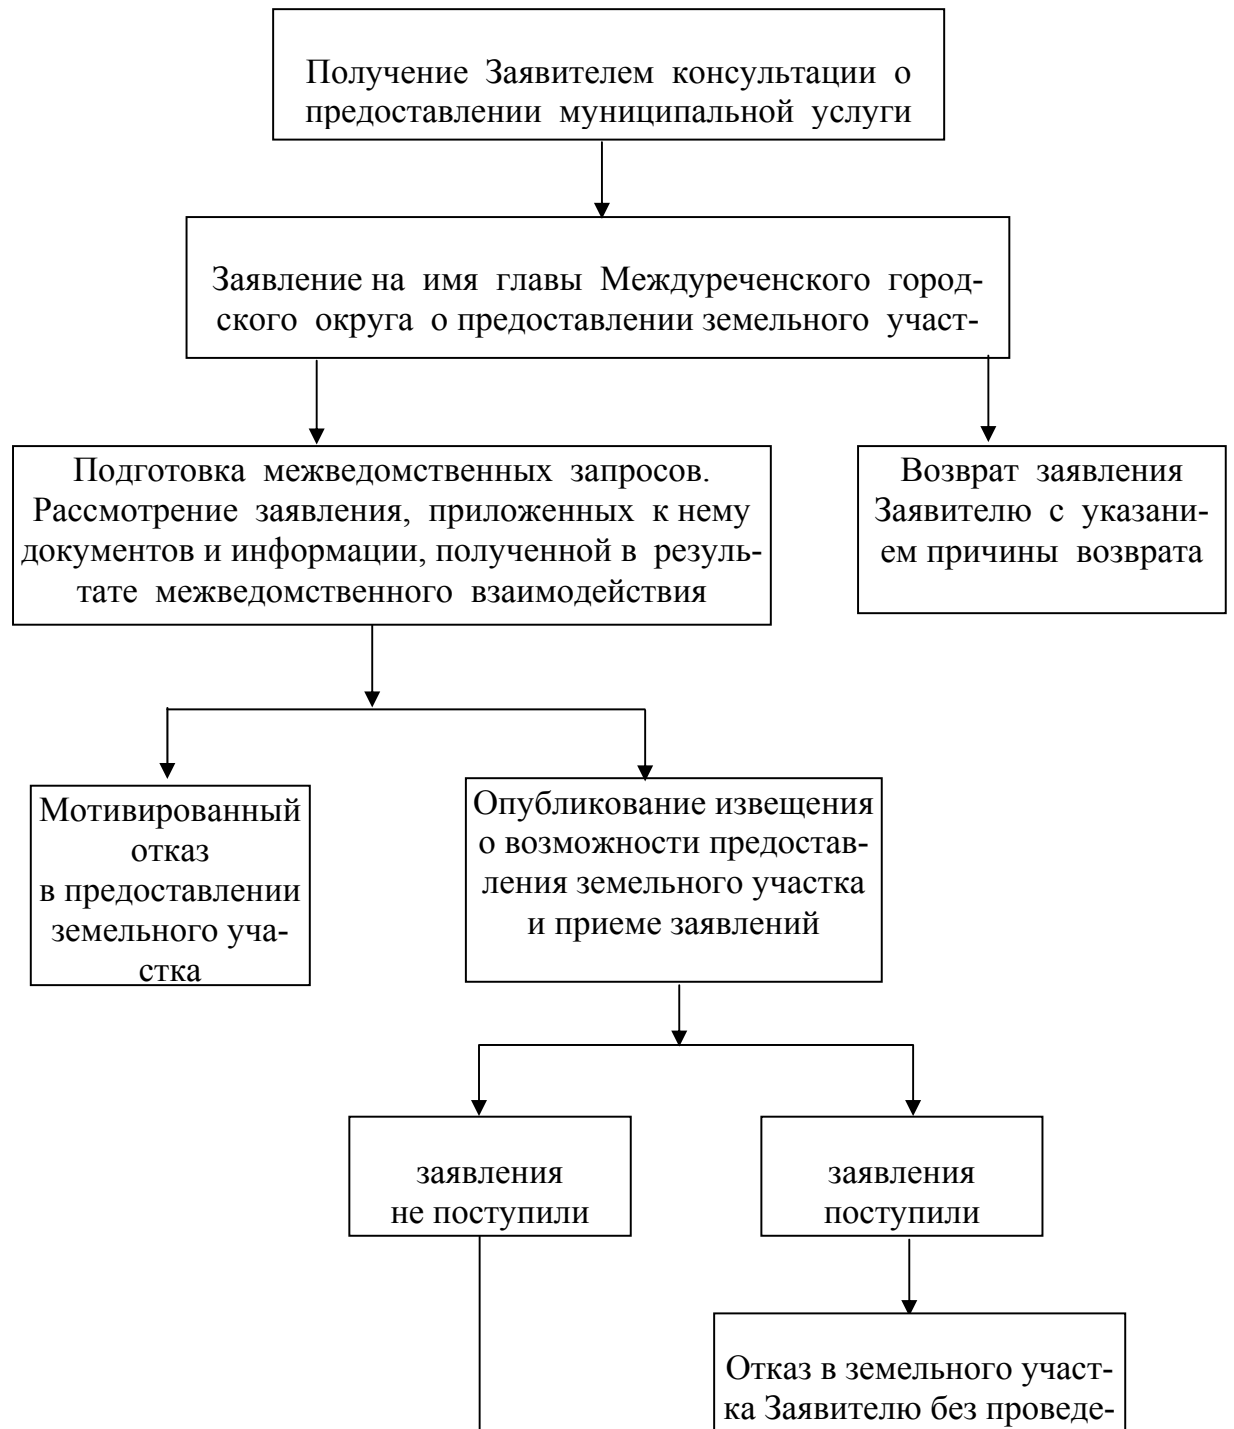 Получение Заявителем консультации о
предоставлении муниципальной услуги
Заявление на имя главы Междуреченского город-
ского округа о предоставлении земельного участ-
Подготовка межведомственных запросов.
Рассмотрение заявления, приложенных к нему
документов и информации, полученной в резуль-
тате межведомственного взаимодействия
Возврат заявления
Заявителю с указани-
ем причины возврата
Мотивированный
отказ
в предоставлении
земельного уча-
стка
Опубликование извещения
о возможности предостав-
ления земельного участка
и приеме заявлений
заявления
не поступили
заявления
поступили
Отказ в земельного участ-
ка Заявителю без проведе-